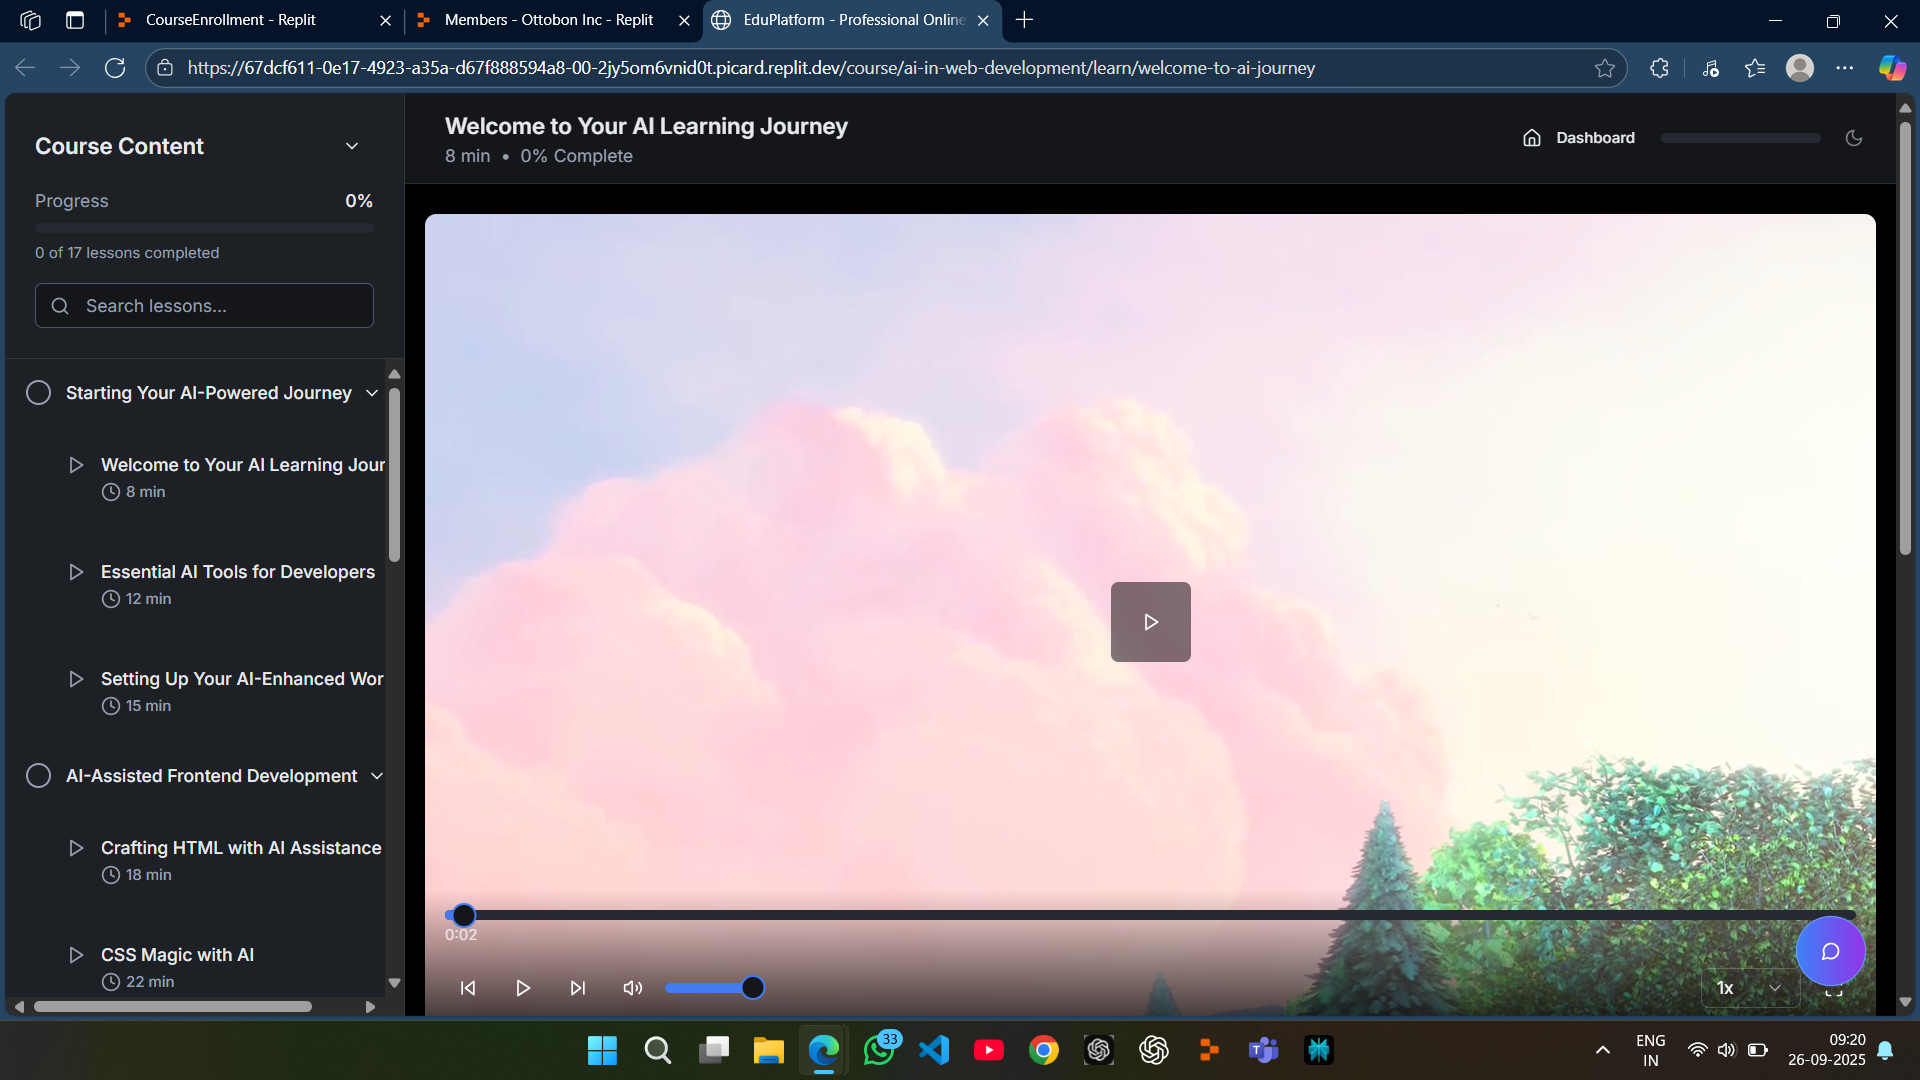 CourseEnrollment - Replit
Members - Ottobon Inc - Replit
EduPlatform - Professional Online
https://67dcf611-0e17-4923-a35a-d67f888594a8-00-2jy5om6vnid0t.picard.replit.dev/course/ai-in-web-development/learn/welcome-to-ai-journey
Course Content
Progress 0%
0 of 17 lessons completed
Search lessons...
Starting Your AI-Powered Journey
Welcome to Your AI Learning Jour
8 min
Essential AI Tools for Developers
12 min
Setting Up Your AI-Enhanced Wor
15 min
AI-Assisted Frontend Development
Crafting HTML with AI Assistance
18 min
CSS Magic with AI
22 min
Welcome to Your AI Learning Journey
8 min • 0% Complete
Dashboard
0:02
1x
33
ENG
IN
09:20
26-09-2025